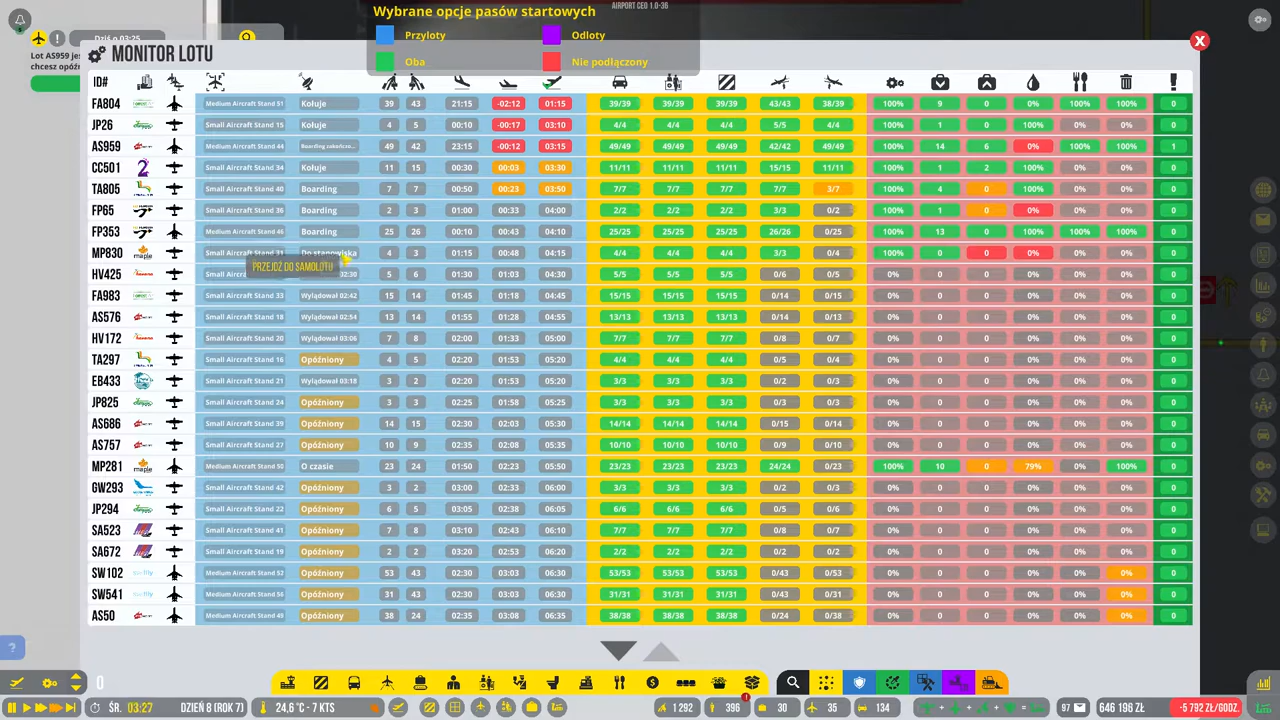 AIRPORT CEO 1.0-36
Wybrane opcje pasów startowych
Przyloty
Odloty
Oba
Nie podłączony
Dziś o 03:25
Lot AS959 jes
chcesz opóźn
MONITOR LOTU
ID#
FA804 Medium Aircraft Stand 51 Kołuje 39 43 21:15 -02:12 01:15 39/39 39/39 39/39 43/43 38/39 100% 9 0 0% 100% 100% 0
JP26 Small Aircraft Stand 15 Kołuje 4 5 00:10 -00:17 03:10 4/4 4/4 4/4 5/5 4/4 100% 1 0 100% 0% 0% 0
AS959 Medium Aircraft Stand 44 Boarding zakończo... 49 42 23:15 -00:12 03:15 49/49 49/49 49/49 42/42 49/49 100% 14 6 0% 100% 100% 1
CC501 Small Aircraft Stand 34 Kołuje 11 15 00:30 00:03 03:30 11/11 11/11 11/11 15/15 11/11 100% 1 2 100% 0% 0% 0
TA805 Small Aircraft Stand 40 Boarding 7 7 00:50 00:23 03:50 7/7 7/7 7/7 7/7 3/7 100% 4 0 100% 0% 0% 0
FP65 Small Aircraft Stand 36 Boarding 2 3 01:00 00:33 04:00 2/2 2/2 2/2 3/3 0/2 100% 1 0 0% 0% 0% 0
FP353 Medium Aircraft Stand 46 Boarding 25 26 00:10 00:43 04:10 25/25 25/25 25/25 26/26 0/25 100% 13 0 100% 100% 100% 0
MP830 Small Aircraft Stand 31 Do stanowiska 4 3 01:15 00:48 04:15 4/4 4/4 4/4 3/3 0/4 100% 0 0 0% 0% 0% 0
PRZEJDŹ DO SAMOLOTU
HV425 Small Aircraft 02:30 5 6 01:30 01:03 04:30 5/5 5/5 5/5 0/6 0/5 0% 0 0 0% 0% 0% 0
FA983 Small Aircraft Stand 33 Wylądował 02:42 15 14 01:45 01:18 04:45 15/15 15/15 15/15 0/14 0/15 0% 0 0 0% 0% 0% 0
AS576 Small Aircraft Stand 18 Wylądował 02:54 13 14 01:55 01:28 04:55 13/13 13/13 13/13 0/14 0/13 0% 0 0 0% 0% 0% 0
HV172 Small Aircraft Stand 20 Wylądował 03:06 7 8 02:00 01:33 05:00 7/7 7/7 7/7 0/8 0/7 0% 0 0 0% 0% 0% 0
TA297 Small Aircraft Stand 16 Opóźniony 4 5 02:20 01:53 05:20 4/4 4/4 4/4 0/5 0/4 0% 0 0 0% 0% 0% 0
EB433 Small Aircraft Stand 21 Wylądował 03:18 3 2 02:20 01:53 05:20 3/3 3/3 3/3 0/2 0/3 0% 0 0 0% 0% 0% 0
JP825 Small Aircraft Stand 24 Opóźniony 3 3 02:25 01:58 05:25 3/3 3/3 3/3 0/3 0/3 0% 0 0 0% 0% 0% 0
AS686 Small Aircraft Stand 39 Opóźniony 14 15 02:30 02:03 05:30 14/14 14/14 14/14 0/15 0/14 0% 0 0 0% 0% 0% 0
AS757 Small Aircraft Stand 27 Opóźniony 10 9 02:35 02:08 05:35 10/10 10/10 10/10 0/9 0/10 0% 0 0 0% 0% 0% 0
MP281 Medium Aircraft Stand 50 O czasie 23 24 01:50 02:23 05:50 23/23 23/23 23/23 24/24 0/23 100% 10 0 79% 0% 100% 0
GW293 Small Aircraft Stand 42 Opóźniony 3 2 03:00 02:33 06:00 3/3 3/3 3/3 0/2 0/3 0% 0 0 0% 0% 0% 0
JP294 Small Aircraft Stand 22 Opóźniony 6 5 03:05 02:38 06:05 6/6 6/6 6/6 0/5 0/6 0% 0 0 0% 0% 0% 0
SA523 Small Aircraft Stand 41 Opóźniony 7 8 03:10 02:43 06:10 7/7 7/7 7/7 0/8 0/7 0% 0 0 0% 0% 0% 0
SA672 Small Aircraft Stand 19 Opóźniony 2 2 03:20 02:53 06:20 2/2 2/2 2/2 0/2 0/2 0% 0 0 0% 0% 0% 0
SW102 Medium Aircraft Stand 52 Opóźniony 53 43 02:30 03:03 06:30 53/53 53/53 53/53 0/43 0/53 0% 0 0 0% 0% 0% 0
SW541 Medium Aircraft Stand 56 Opóźniony 31 43 02:30 03:03 06:30 31/31 31/31 31/31 0/43 0/31 0% 0 0 0% 0% 0% 0
AS50 Medium Aircraft Stand 49 Opóźniony 38 24 02:35 03:08 06:35 38/38 38/38 38/38 0/24 0/38 0% 0 0 0% 0% 0% 0
?
0
ŚR. 03:27 DZIEŃ 8 (ROK 7) 24,6°C - 7 KTS 1 292 396 30 35 134 97 646 198 ZŁ -5 792 ZŁ/GODZ.